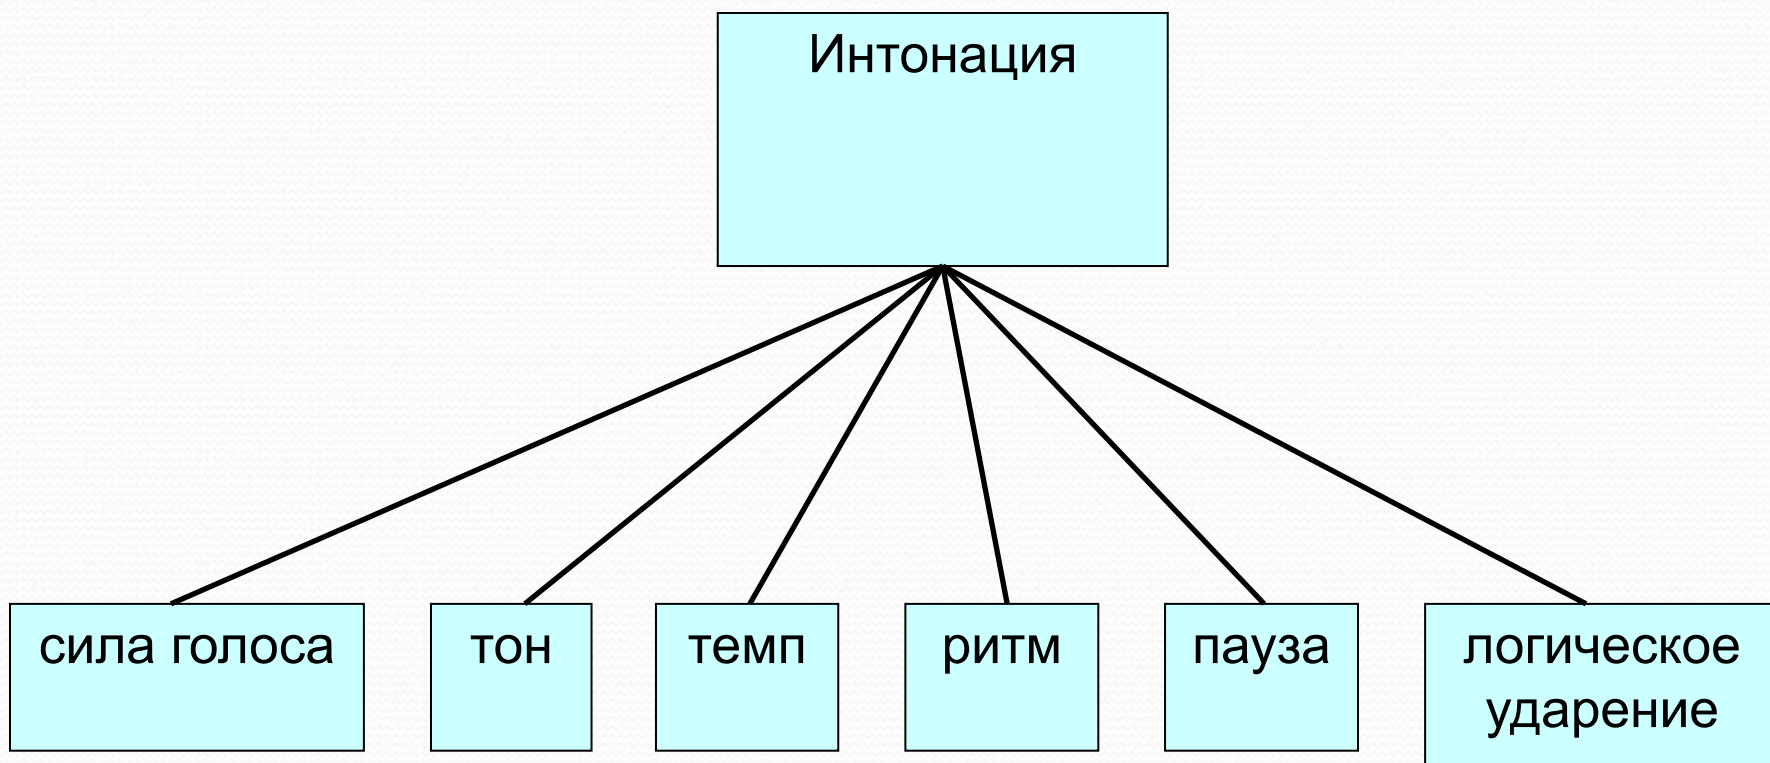 Интонация
сила голоса
тон
темп
ритм
пауза
логическое
ударение